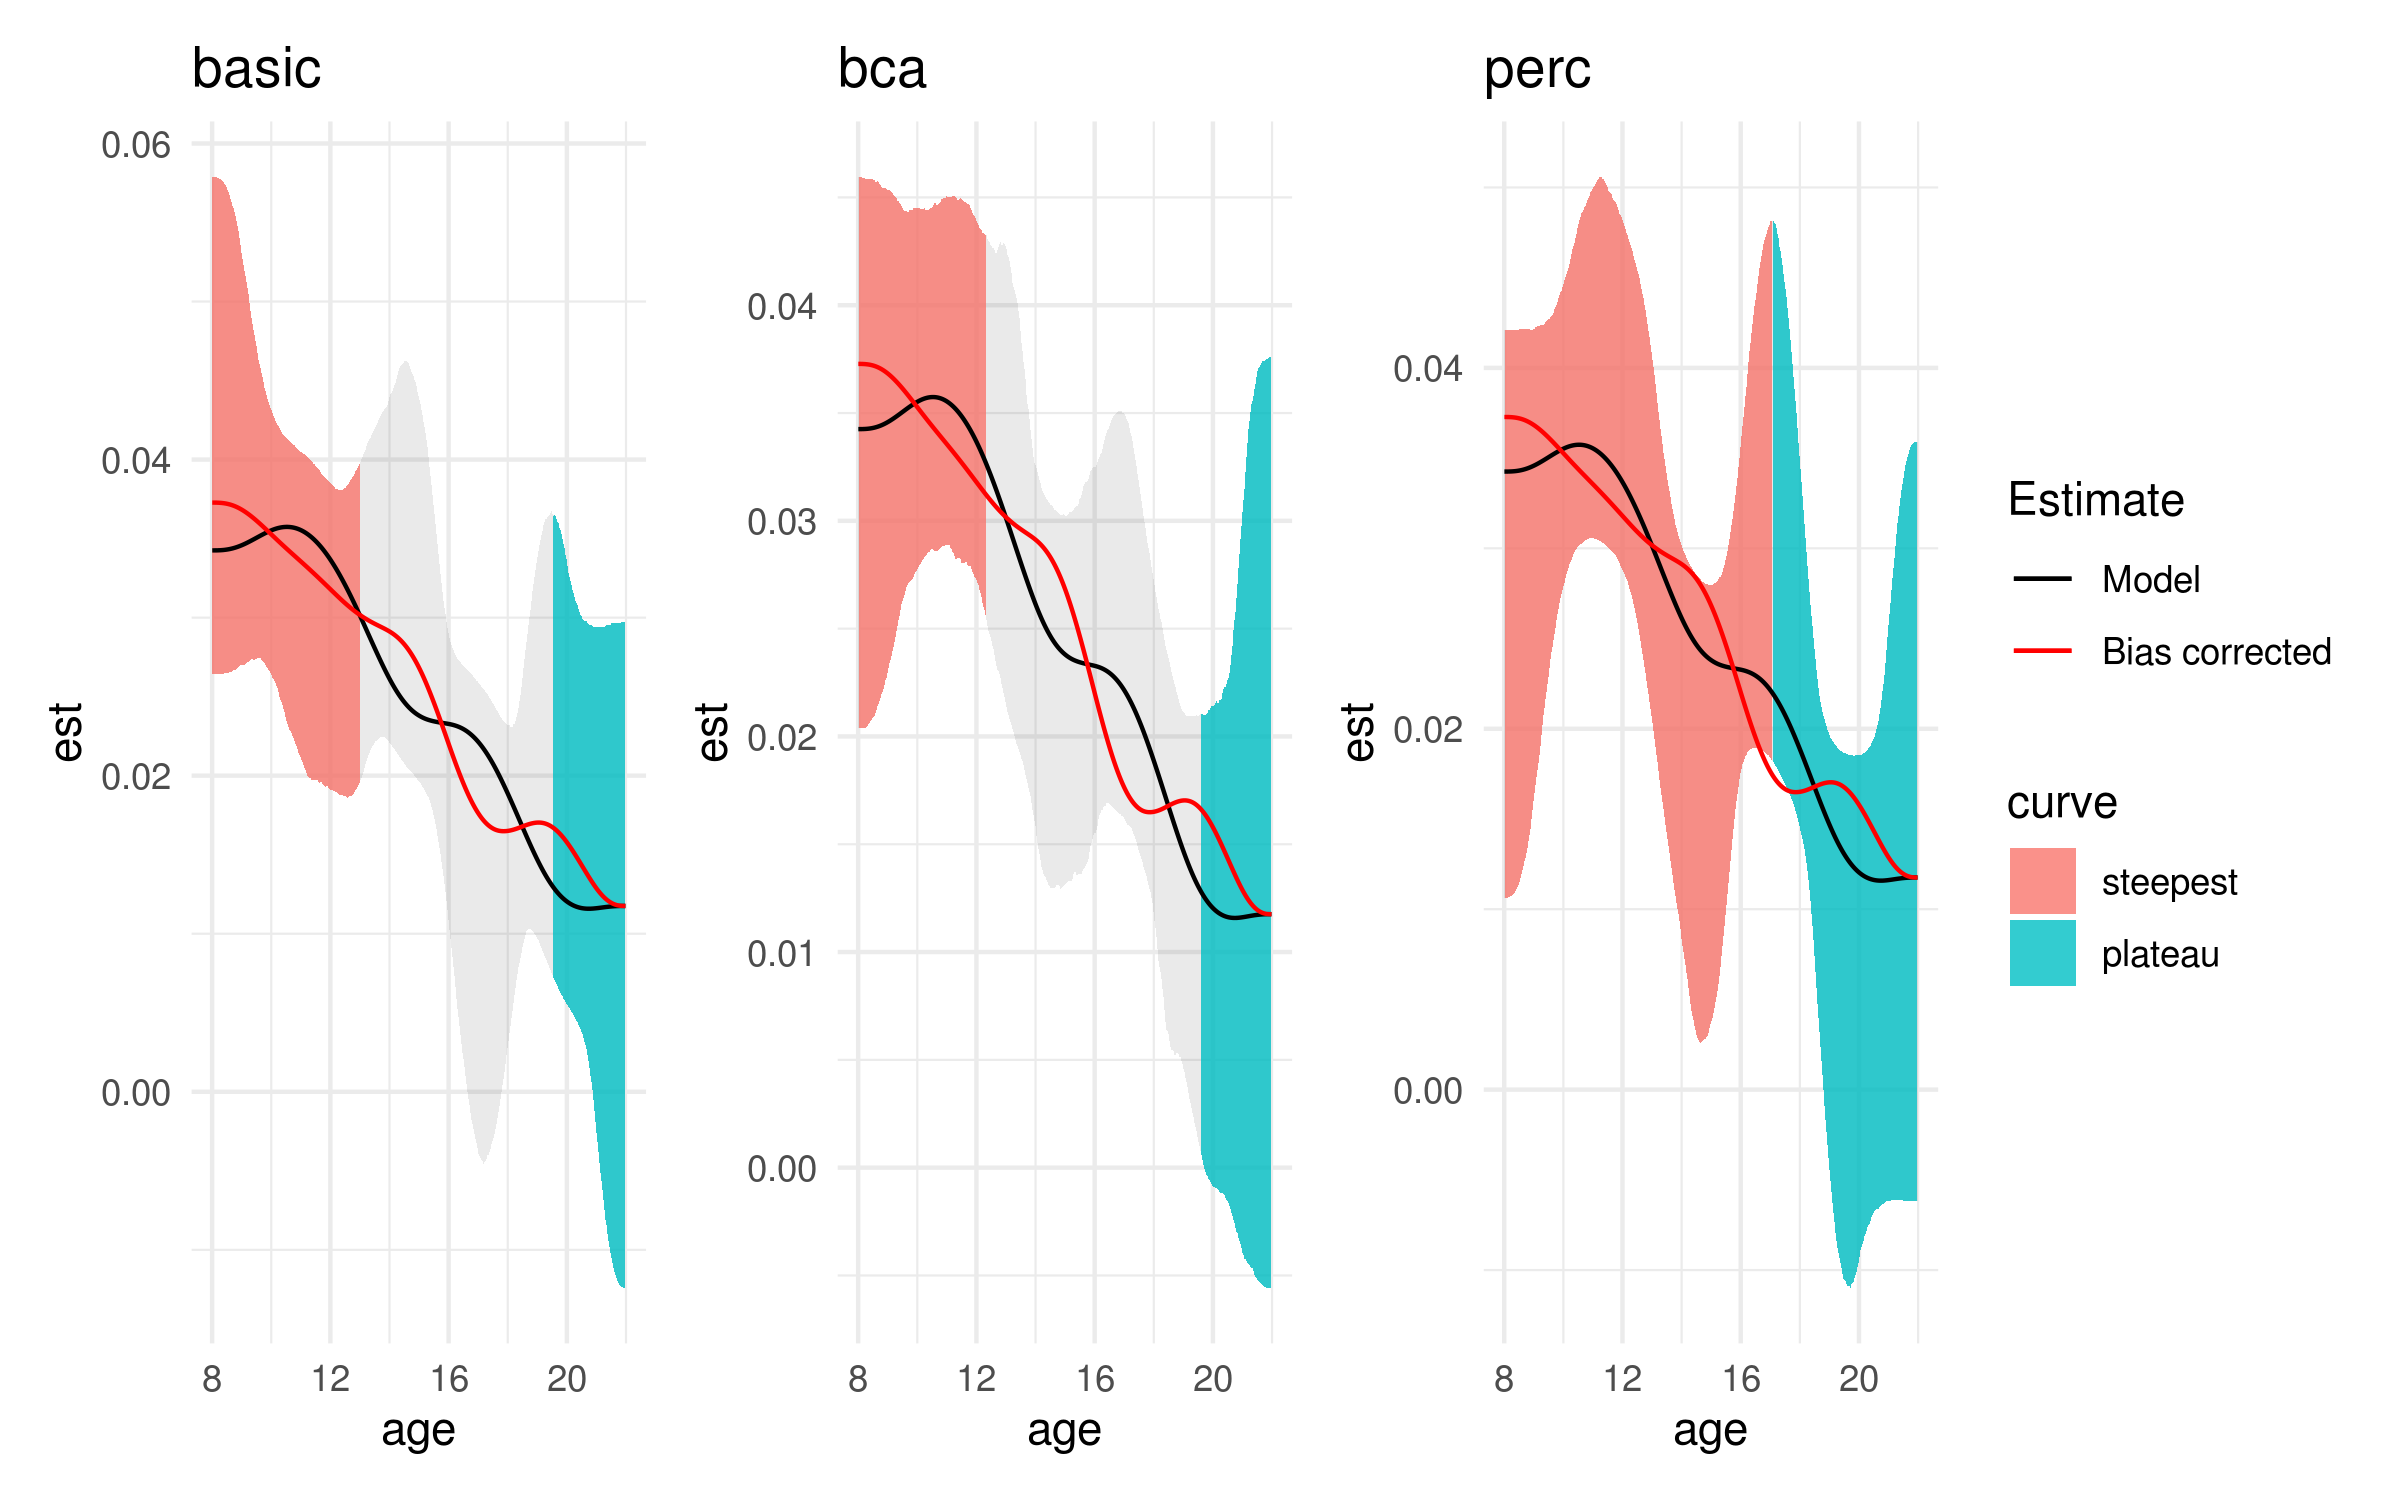 basic
bca
perc
0.06
0.04
0.02
0.00
est
8 12 16 20
age
0.04
0.03
0.02
0.01
0.00
est
8 12 16 20
age
0.04
0.02
0.00
est
8 12 16 20
age
Estimate
Model
Bias corrected
curve
steepest
plateau